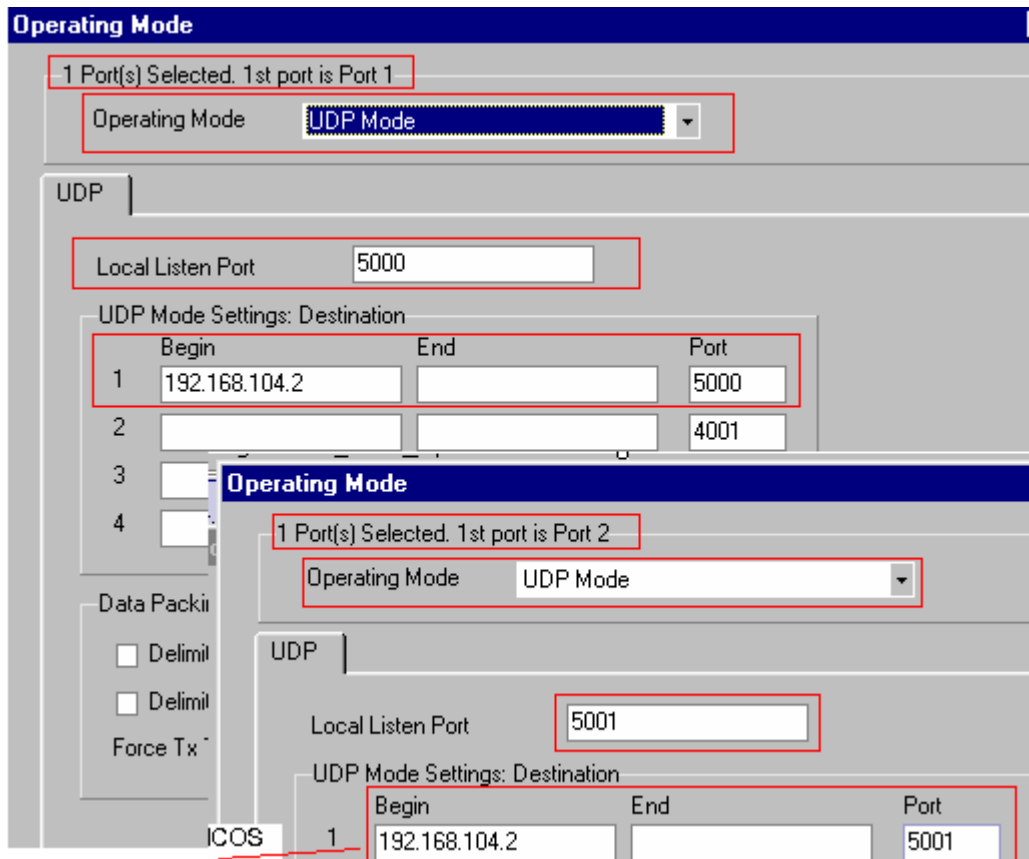 Operating Mode
1 Port(s) Selected. 1st port is Port 1
Operating Mode UDP Mode
UDP
Local Listen Port 5000
UDP Mode Settings: Destination
Begin End Port
1 192.168.104.2 5000
2 4001
3
4
Data Packi
Delimit
Delimit
Force Tx T
Operating Mode
1 Port(s) Selected. 1st port is Port 2
Operating Mode UDP Mode
UDP
Local Listen Port 5001
UDP Mode Settings: Destination
Begin End Port
1 192.168.104.2 5001
ICOS